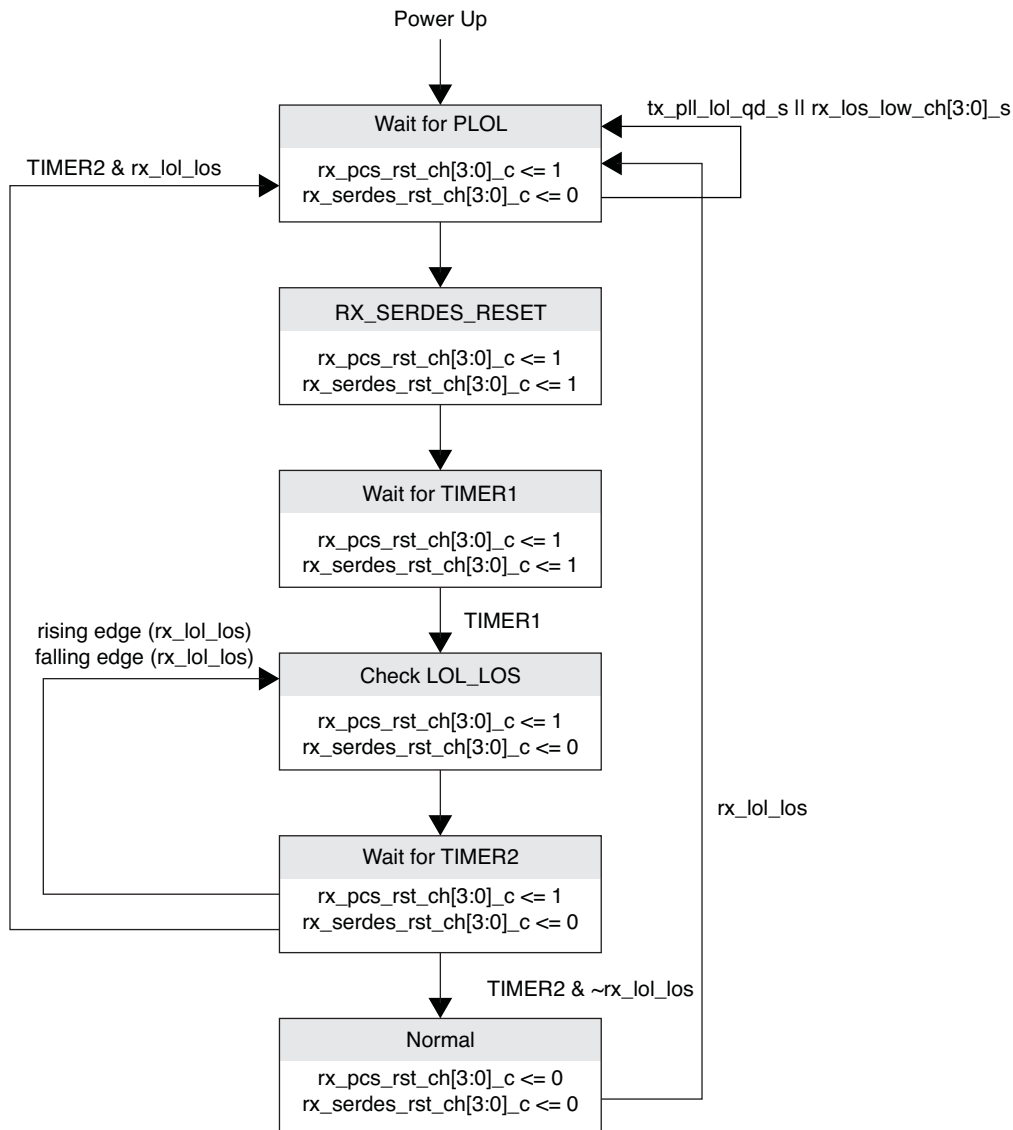 Power Up
tx_pll_lol_qd_s || rx_los_low_ch[3:0]_s
Wait for PLOL
rx_pcs_rst_ch[3:0]_c <= 1
rx_serdes_rst_ch[3:0]_c <= 0
TIMER2 & rx_lol_los
RX_SERDES_RESET
rx_pcs_rst_ch[3:0]_c <= 1
rx_serdes_rst_ch[3:0]_c <= 1
Wait for TIMER1
rx_pcs_rst_ch[3:0]_c <= 1
rx_serdes_rst_ch[3:0]_c <= 1
TIMER1
rising edge (rx_lol_los)
falling edge (rx_lol_los)
Check LOL_LOS
rx_pcs_rst_ch[3:0]_c <= 1
rx_serdes_rst_ch[3:0]_c <= 0
rx_lol_los
Wait for TIMER2
rx_pcs_rst_ch[3:0]_c <= 1
rx_serdes_rst_ch[3:0]_c <= 0
TIMER2 & ~rx_lol_los
Normal
rx_pcs_rst_ch[3:0]_c <= 0
rx_serdes_rst_ch[3:0]_c <= 0